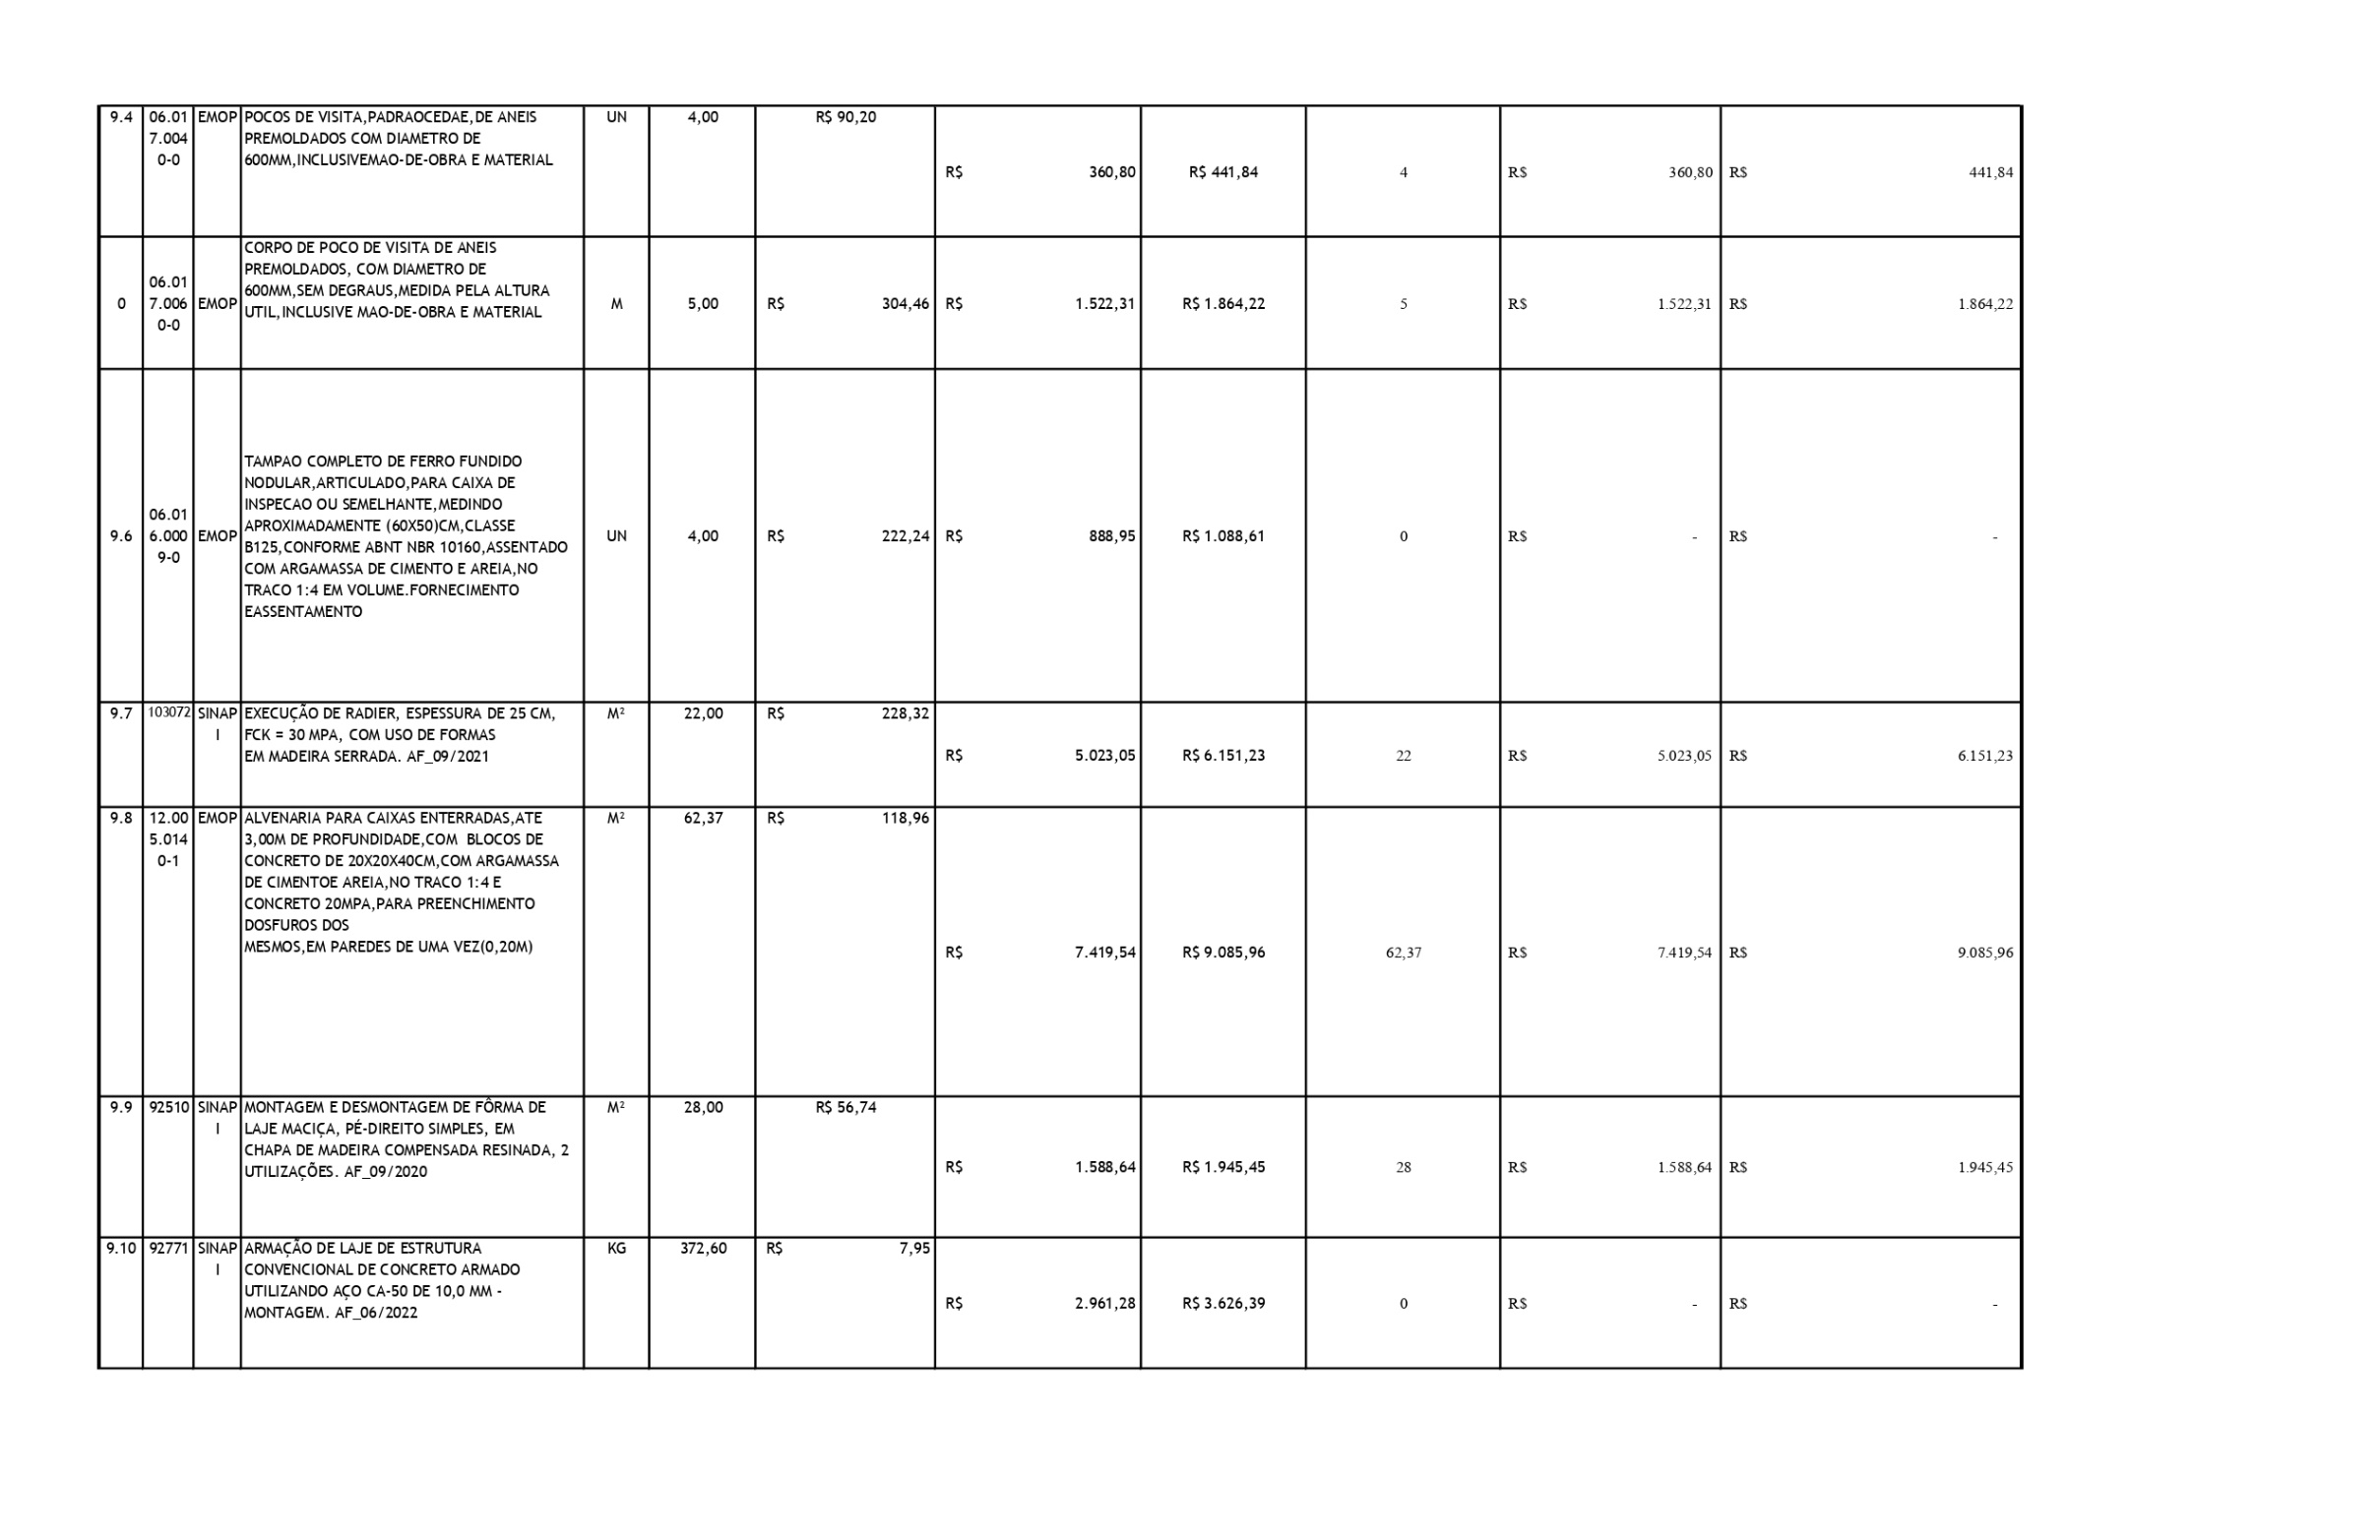 9.4 06.01 EMOP POCOS DE VISITA,PADRAOCEDAE,DE ANEIS UN 4,00 R$ 90,20
7.004 PREMOLDADOS COM DIAMETRO DE
0-0 600MM,INCLUSIVEMAO-DE-OBRA E MATERIAL
R$ 360,80 R$ 441,84 4 R$ 360,80 R$ 441,84
CORPO DE POCO DE VISITA DE ANEIS
PREMOLDADOS, COM DIAMETRO DE
06.01 600MM,SEM DEGRAUS,MEDIDA PELA ALTURA
0 7.006 EMOP UTIL,INCLUSIVE MAO-DE-OBRA E MATERIAL M 5,00 R$ 304,46 R$ 1.522,31 R$ 1.864,22 5 R$ 1.522,31 R$ 1.864,22
0-0
TAMPAO COMPLETO DE FERRO FUNDIDO
NODULAR,ARTICULADO,PARA CAIXA DE
INSPECAO OU SEMELHANTE,MEDINDO
06.01 APROXIMADAMENTE (60X50)CM,CLASSE
9.6 6.000 EMOP B125,CONFORME ABNT NBR 10160,ASSENTADO UN 4,00 R$ 222,24 R$ 888,95 R$ 1.088,61 0 R$ - R$ -
9-0 COM ARGAMASSA DE CIMENTO E AREIA,NO
TRACO 1:4 EM VOLUME.FORNECIMENTO
EASSENTAMENTO
9.7 103072 SINAP EXECUÇÃO DE RADIER, ESPESSURA DE 25 CM, M² 22,00 R$ 228,32
I FCK = 30 MPA, COM USO DE FORMAS
EM MADEIRA SERRADA. AF_09/2021
R$ 5.023,05 R$ 6.151,23 22 R$ 5.023,05 R$ 6.151,23
9.8 12.00 EMOP ALVENARIA PARA CAIXAS ENTERRADAS,ATE M² 62,37 R$ 118,96
5.014 3,00M DE PROFUNDIDADE,COM BLOCOS DE
0-1 CONCRETO DE 20X20X40CM,COM ARGAMASSA
DE CIMENTOE AREIA,NO TRACO 1:4 E
CONCRETO 20MPA,PARA PREENCHIMENTO
DOSFUROS DOS
MESMOS,EM PAREDES DE UMA VEZ(0,20M)
R$ 7.419,54 R$ 9.085,96 62,37 R$ 7.419,54 R$ 9.085,96
9.9 92510 SINAP MONTAGEM E DESMONTAGEM DE FÔRMA DE M² 28,00 R$ 56,74
I LAJE MACIÇA, PÉ-DIREITO SIMPLES, EM
CHAPA DE MADEIRA COMPENSADA RESINADA, 2
UTILIZAÇÕES. AF_09/2020
R$ 1.588,64 R$ 1.945,45 28 R$ 1.588,64 R$ 1.945,45
9.10 92771 SINAP ARMAÇÃO DE LAJE DE ESTRUTURA KG 372,60 R$ 7,95
I CONVENCIONAL DE CONCRETO ARMADO
UTILIZANDO AÇO CA-50 DE 10,0 MM -
MONTAGEM. AF_06/2022
R$ 2.961,28 R$ 3.626,39 0 R$ - R$ -